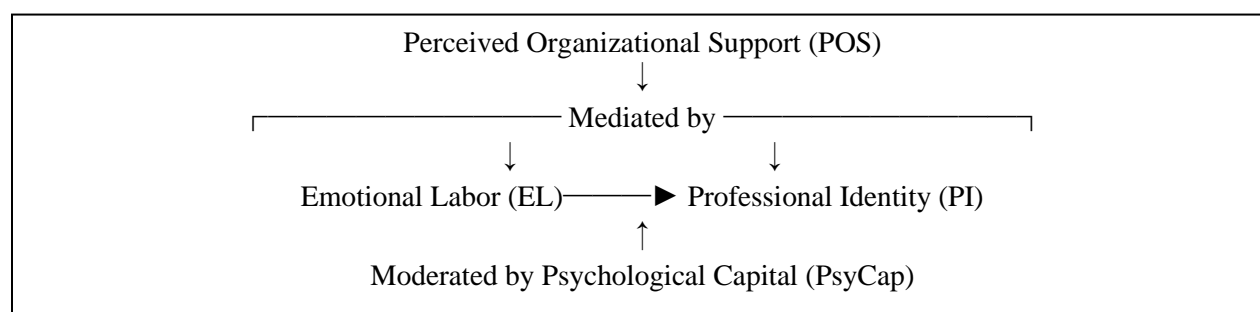 Perceived Organizational Support (POS)
↓
┌──────────────── Mediated by ────────────────┐
↓ ↓
Emotional Labor (EL)─────► Professional Identity (PI)
↑
Moderated by Psychological Capital (PsyCap)